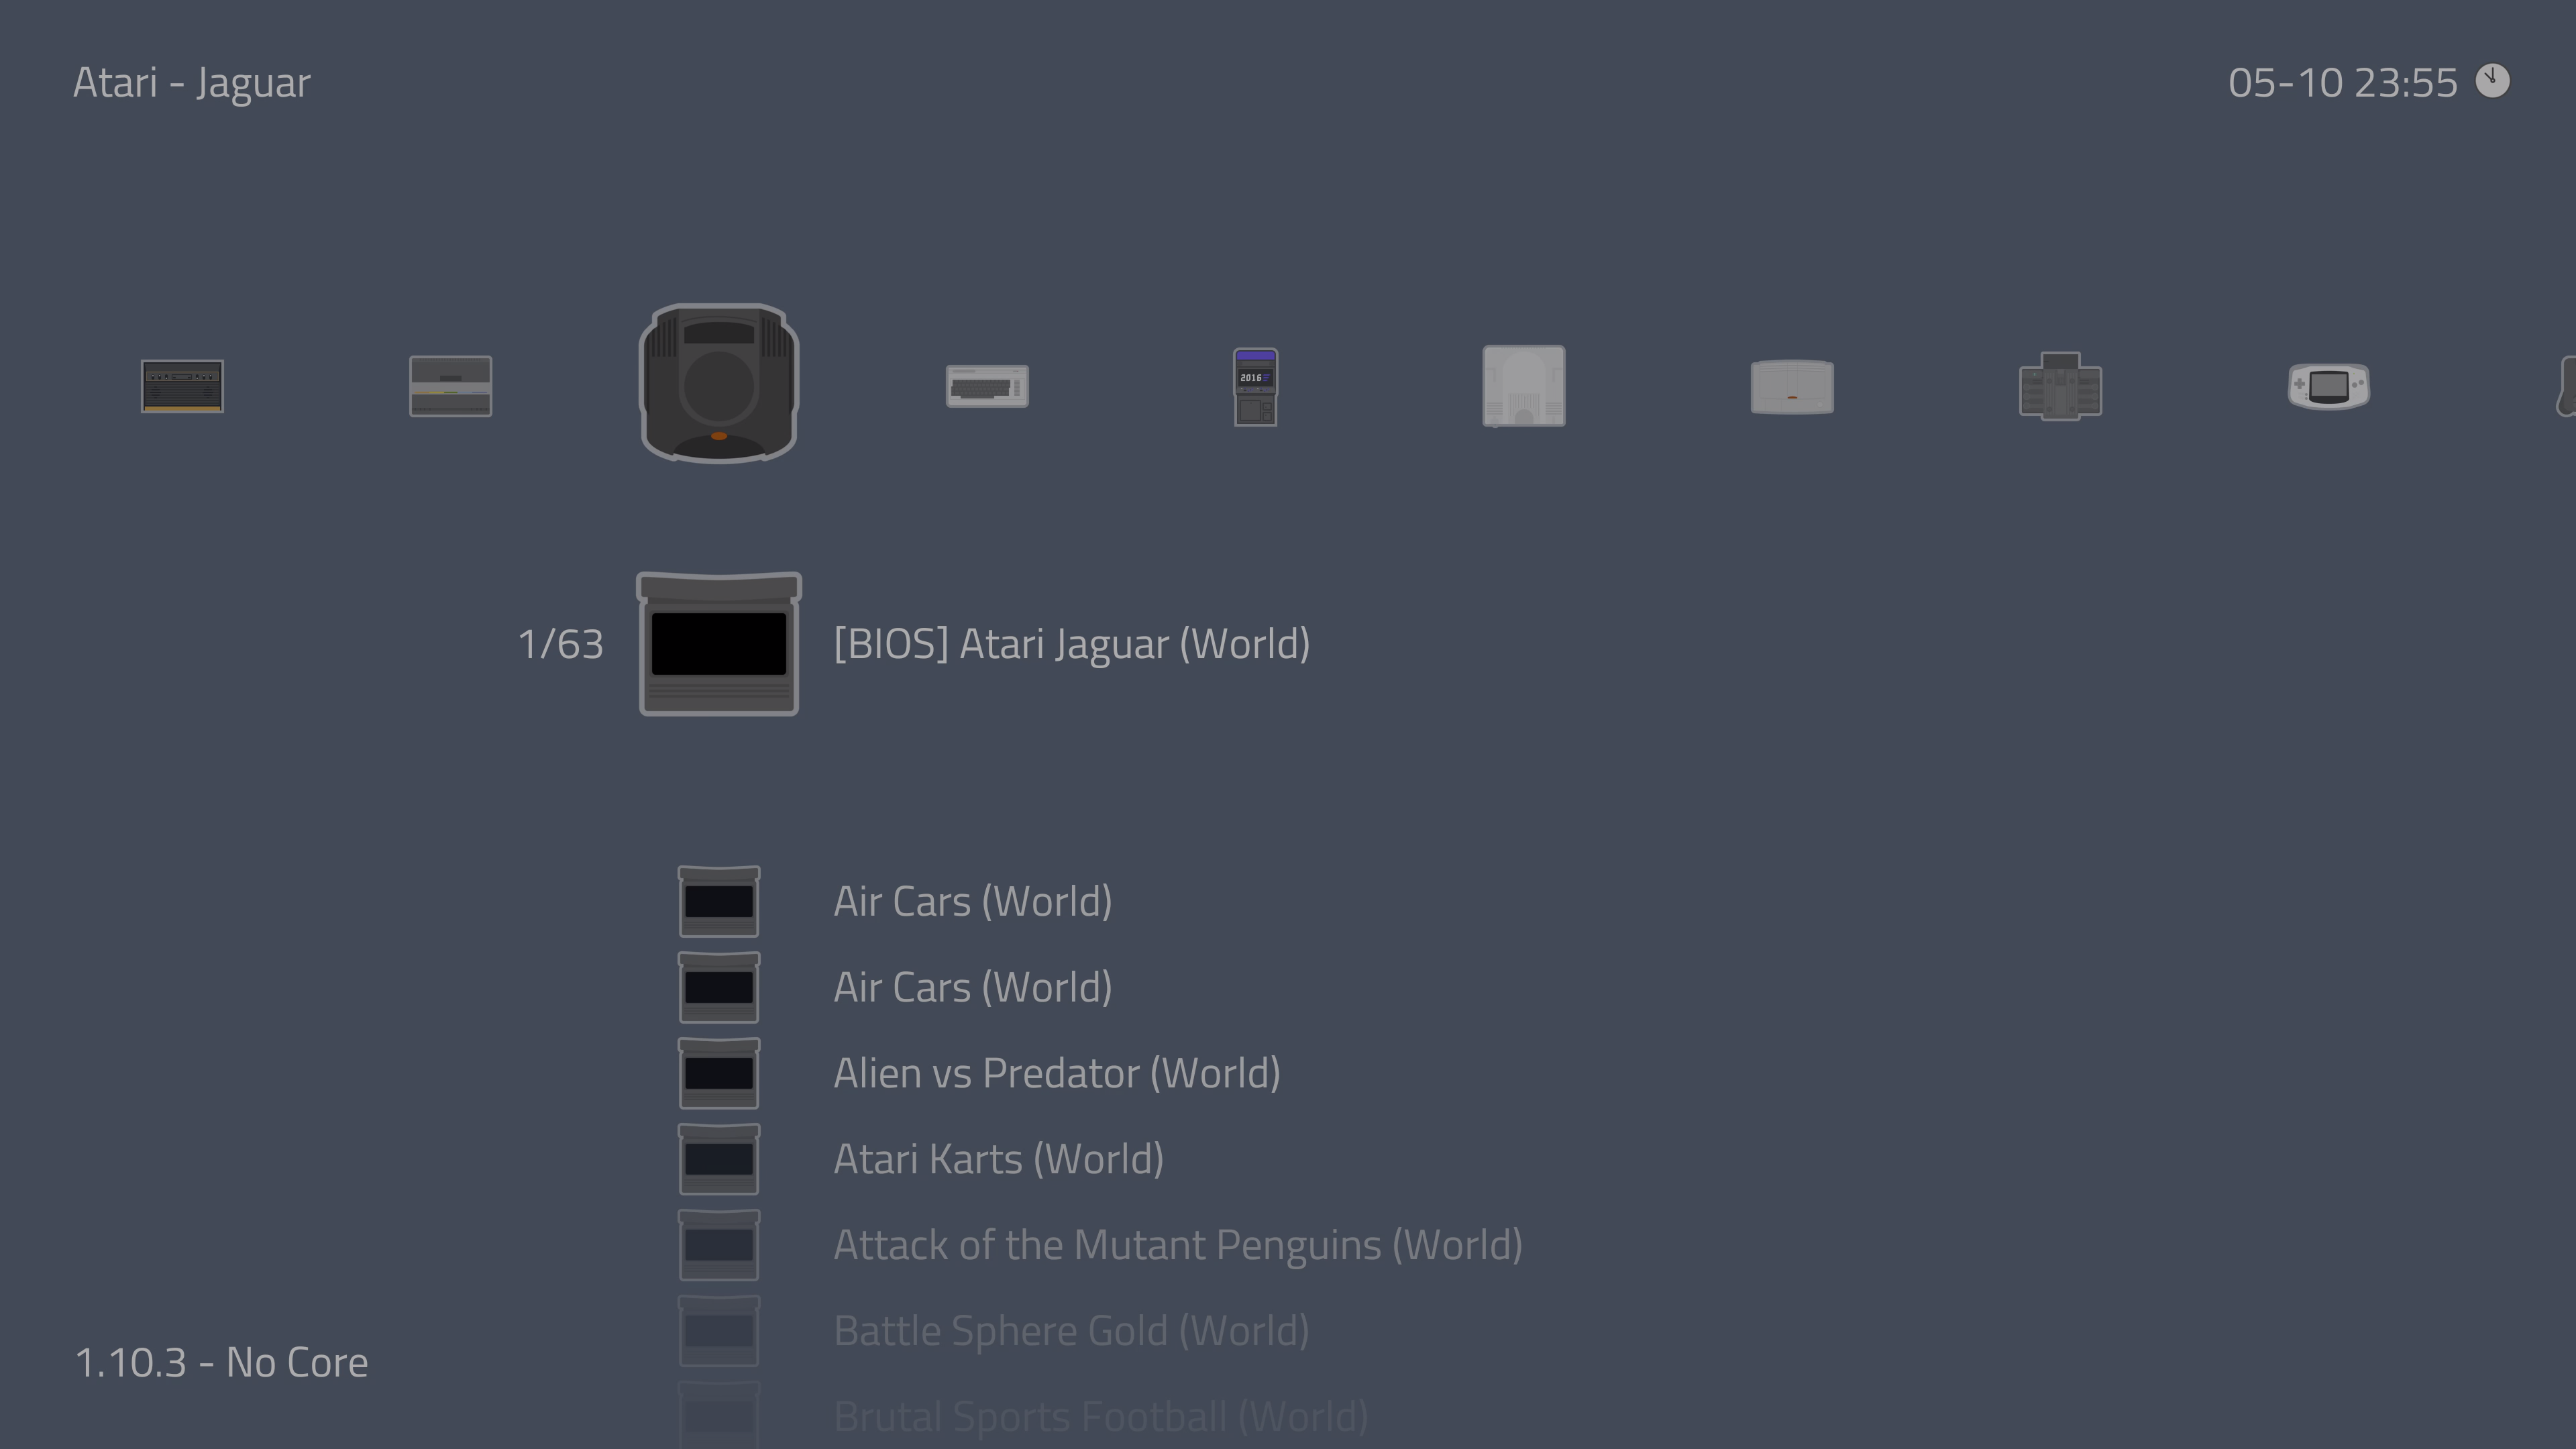 Atari - Jaguar
05-10 23:55
2016
1/63
[BIOS] Atari Jaguar (World)
Air Cars (World)
Air Cars (World)
Alien vs Predator (World)
Atari Karts (World)
Attack of the Mutant Penguins (World)
Battle Sphere Gold (World)
1.10.3 - No Core
Brutal Sports Football (World)